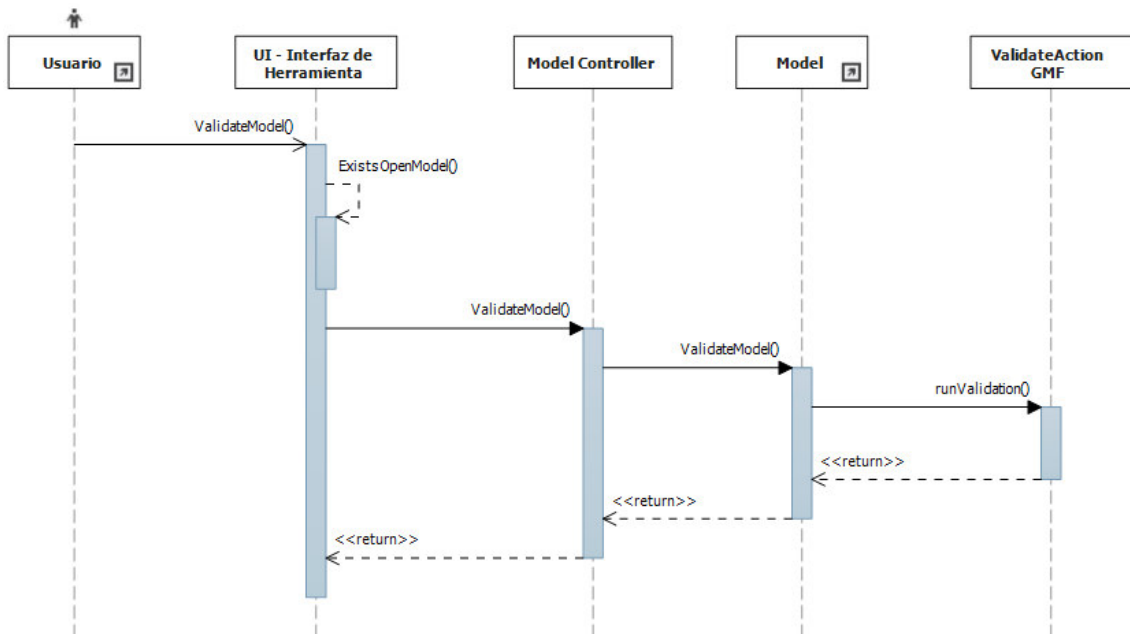 Usuario
UI - Interfaz de
Herramienta
Model Controller
Model
ValidateAction
GMF
ValidateModel()
ExistsOpenModel()
ValidateModel()
ValidateModel()
runValidation()
<<return>>
<<return>>
<<return>>